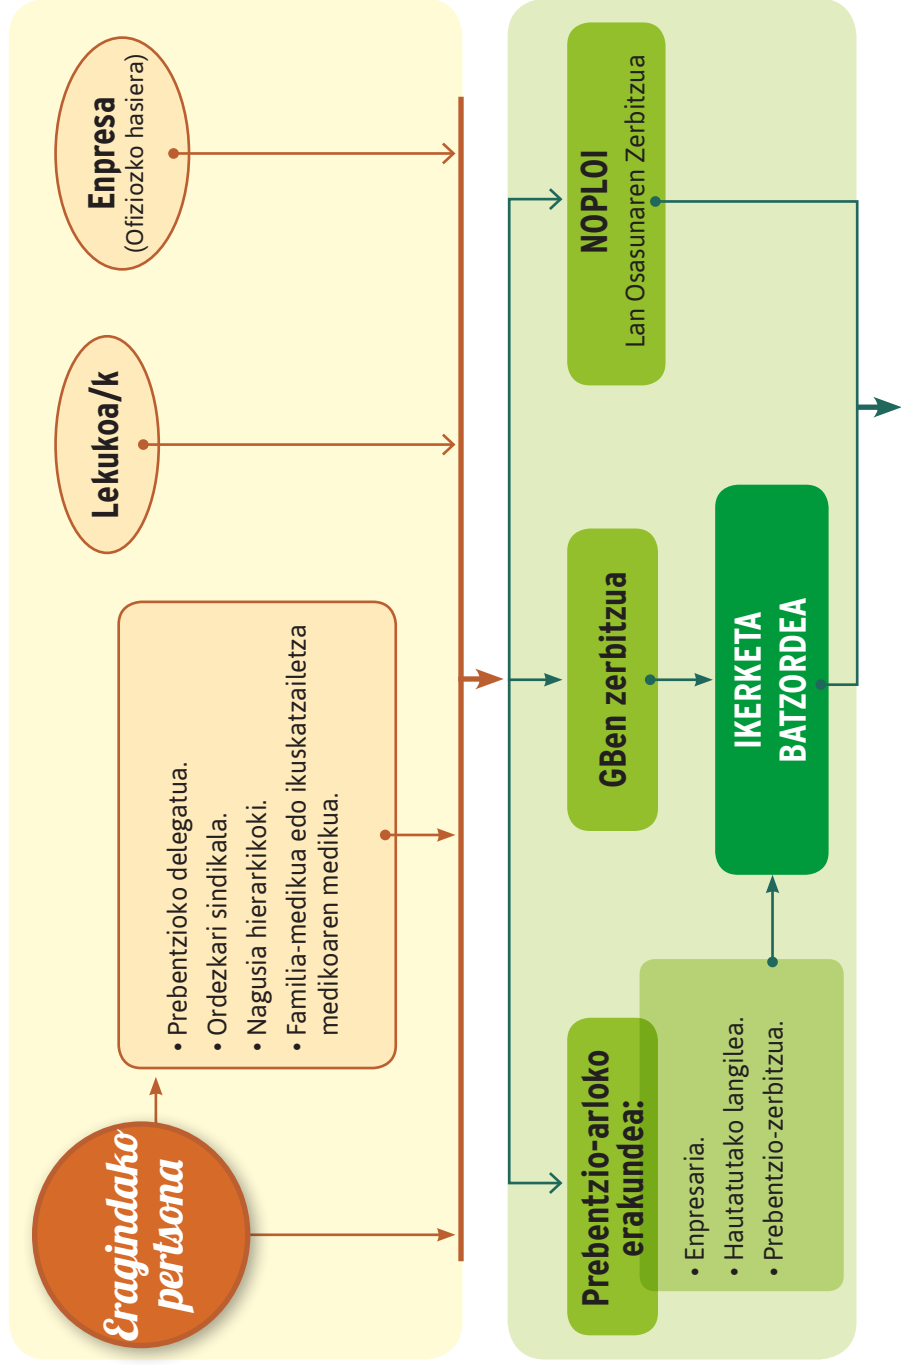 Eragindako
pertsona
• Prebentzioko delegatua.
• Ordezkari sindikala.
• Nagusia hierarkikoki.
• Familia-medikua edo ikuskatzailetza
medikoaren medikua.
Lekukoa/k
Enpresa
(Ofiziozko hasiera)
Prebentzio-arloko
erakundea:
• Enpresaria.
• Hautatutako langilea.
• Prebentzio-zerbitzua.
GBen zerbitzua
IKERKETA
BATZORDEA
NOPLOI
Lan Osasunaren Zerbitzua